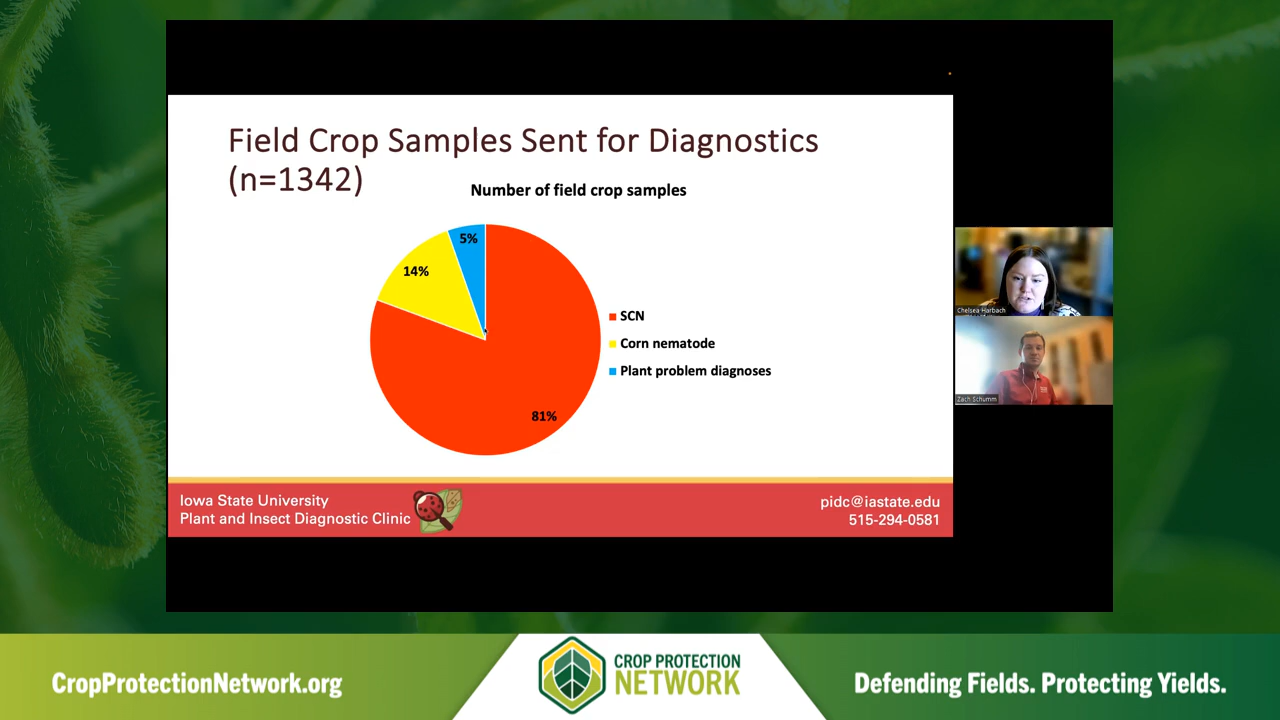 Field Crop Samples Sent for Diagnostics
(n=1342)
Number of field crop samples
5%
14%
81%
SCN
Corn nematode
Plant problem diagnoses
Iowa State University
Plant and Insect Diagnostic Clinic
pidc@iastate.edu
515-294-0581
Chelsea Harbach
Zach Schumm
CropProtectionNetwork.org
CROP PROTECTION
NETWORK
Defending Fields. Protecting Yields.